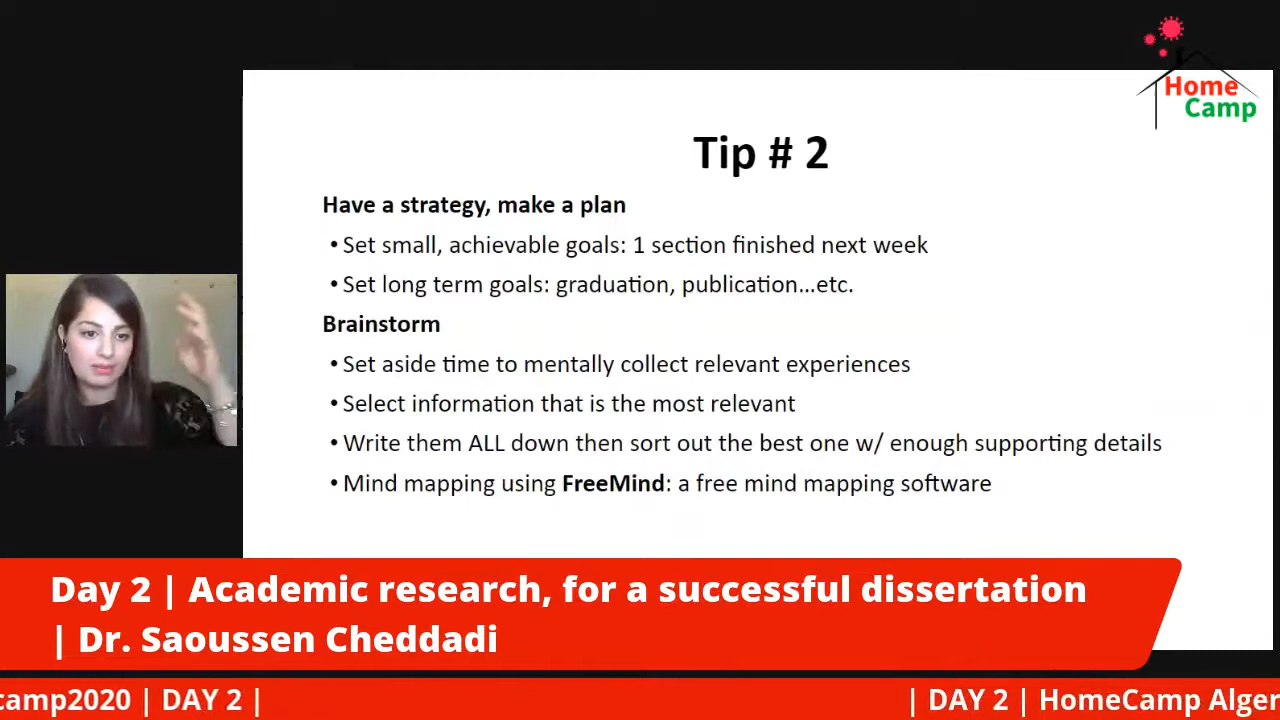 Home
Camp
Tip # 2
Have a strategy, make a plan
• Set small, achievable goals: 1 section finished next week
• Set long term goals: graduation, publication...etc.
Brainstorm
• Set aside time to mentally collect relevant experiences
• Select information that is the most relevant
• Write them ALL down then sort out the best one w/ enough supporting details
• Mind mapping using FreeMind: a free mind mapping software
Day 2 | Academic research, for a successful dissertation
| Dr. Saoussen Cheddadi
camp2020 | DAY 2 | | DAY 2 | HomeCamp Alger